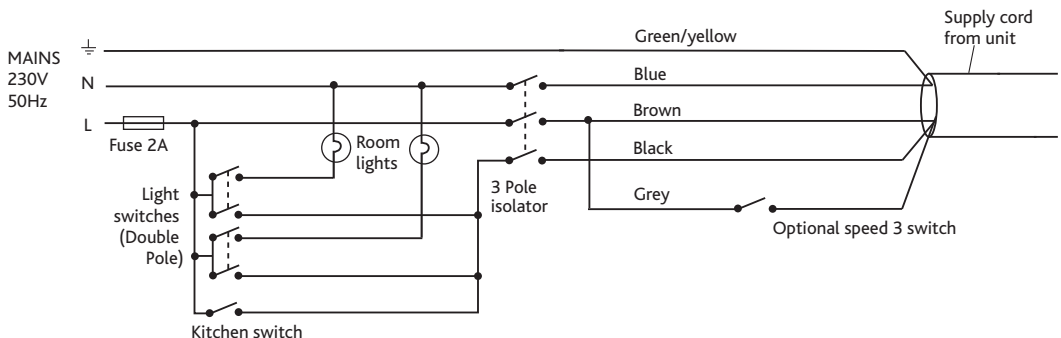 Supply cord
from unit
Green/yellow
MAINS
230V
50Hz
N
Blue
L
Brown
Fuse 2A
Room
lights
Black
3 Pole
isolator
Light
switches
(Double
Pole)
Grey
Optional speed 3 switch
Kitchen switch